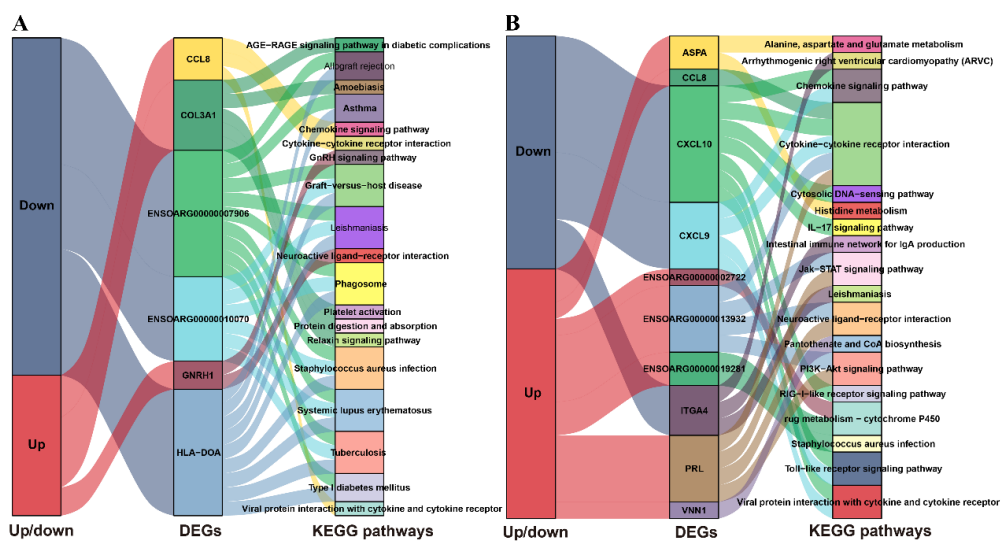 A
Down
Up
CCL8
COL3A1
ENSOARG00000007906
ENSOARG00000010070
GNRH1
HLA−DOA
AGE−RAGE signaling pathway in diabetic complications
Allograft rejection
Amoebiasis
Asthma
Chemokine signaling pathway
Cytokine−cytokine receptor interaction
GnRH signaling pathway
Graft−versus−host disease
Leishmaniasis
Neuroactive ligand−receptor interaction
Phagosome
Platelet activation
Protein digestion and absorption
Relaxin signaling pathway
Staphylococcus aureus infection
Systemic lupus erythematosus
Tuberculosis
Type I diabetes mellitus
Viral protein interaction with cytokine and cytokine receptor
Up/down
DEGs
KEGG pathways
B
Down
Up
ASPA
CCL8
CXCL10
CXCL9
ENSOARG00000002722
ENSOARG00000013932
ENSOARG00000019281
ITGA4
PRL
VNN1
Alanine, aspartate and glutamate metabolism
Arrhythmogenic right ventricular cardiomyopathy (ARVC)
Chemokine signaling pathway
Cytokine−cytokine receptor interaction
Cytosolic DNA−sensing pathway
Histidine metabolism
IL−17 signaling pathway
Intestinal immune network for IgA production
Jak−STAT signaling pathway
Leishmaniasis
Neuroactive ligand−receptor interaction
Pantothenate and CoA biosynthesis
PI3K−Akt signaling pathway
RIG−I−like receptor signaling pathway
rug metabolism − cytochrome P450
Staphylococcus aureus infection
Toll−like receptor signaling pathway
Viral protein interaction with cytokine and cytokine receptor
Up/down
DEGs
KEGG pathways